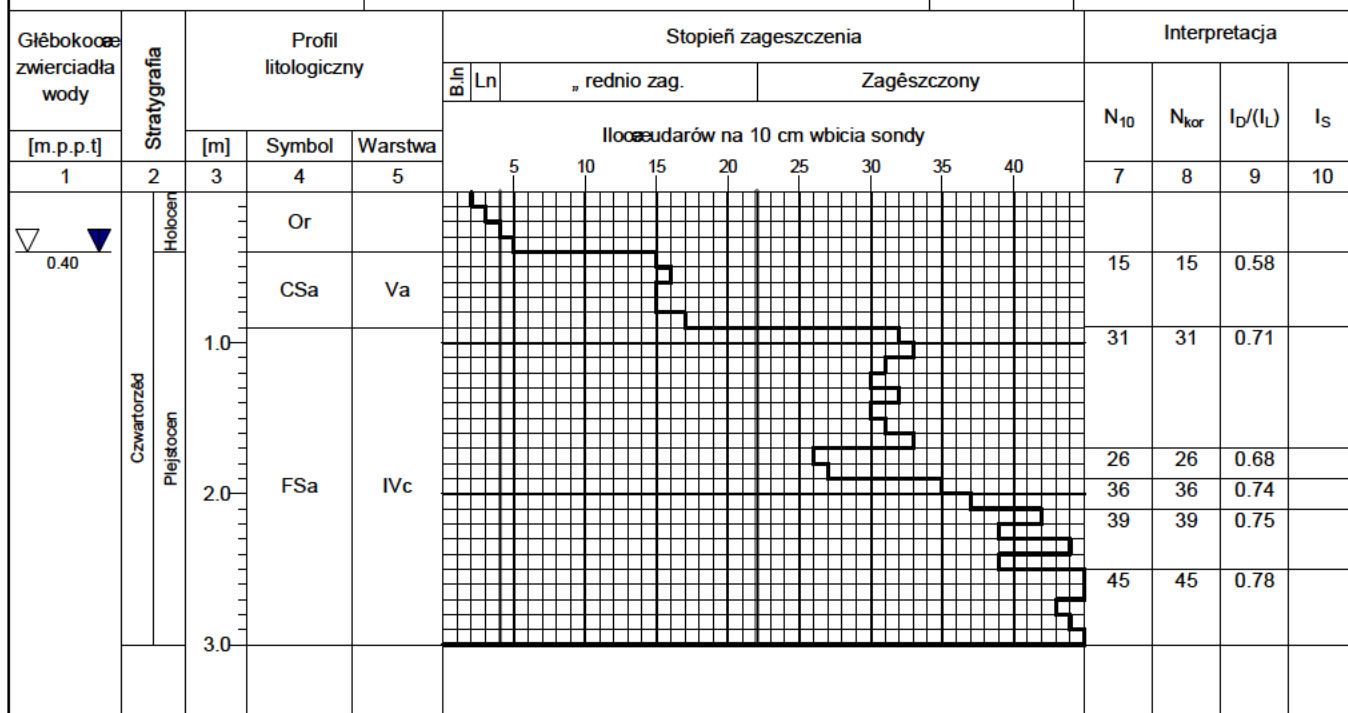 Głêbokoœæ
zwierciadła
wody
[m.p.p.t]
Stratygrafia
Profil
litologiczny
[m]
Symbol
Warstwa
Stopień zageszczenia
B.ln
Ln
„ rednio zag.
Zagêszczony
Iloœæ udarów na 10 cm wbicia sondy
5 10 15 20 25 30 35 40
Interpretacja
N10
Nkor
ID/(IL)
IS
1 2 3 4 5 7 8 9 10
0.40
Czwartorzêd
Holocen
Plejstocen
Or
CSa Va
1.0
FSa IVc
2.0
3.0
15 15 0.58
31 31 0.71
26 26 0.68
36 36 0.74
39 39 0.75
45 45 0.78